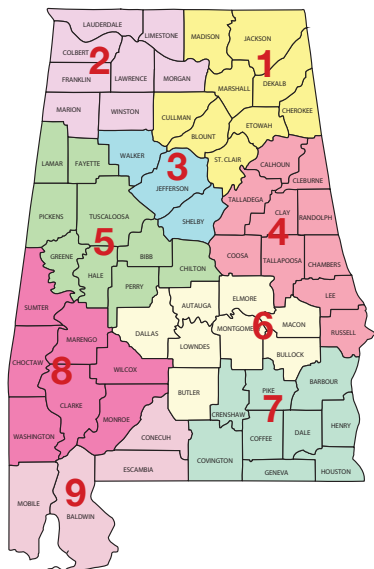 LAUDERDALE
LIMESTONE
MADISON
JACKSON
COLBERT
2
1
FRANKLIN
LAWRENCE
MORGAN
MARSHALL
DEKALB
MARION
WINSTON
CULLMAN
CHEROKEE
ETOWAH
BLOUNT
WALKER
LAMAR
FAYETTE
3
ST. CLAIR
CALHOUN
JEFFERSON
CLEBURNE
TALLADEGA
PICKENS
TUSCALOOSA
SHELBY
CLAY
RANDOLPH
4
5
GREENE
BIBB
COOSA
TALLAPOOSA
CHAMBERS
HALE
CHILTON
PERRY
SUMTER
AUTAUGA
ELMORE
LEE
6
MACON
MONTGOMERY
DALLAS
RUSSELL
MARENGO
LOWNDES
BULLOCK
CHOCTAW
8
WILCOX
BARBOUR
PIKE
BUTLER
7
CLARKE
CRENSHAW
MONROE
HENRY
WASHINGTON
CONECUH
COFFEE
DALE
COVINGTON
ESCAMBIA
GENEVA
HOUSTON
9
MOBILE
BALDWIN